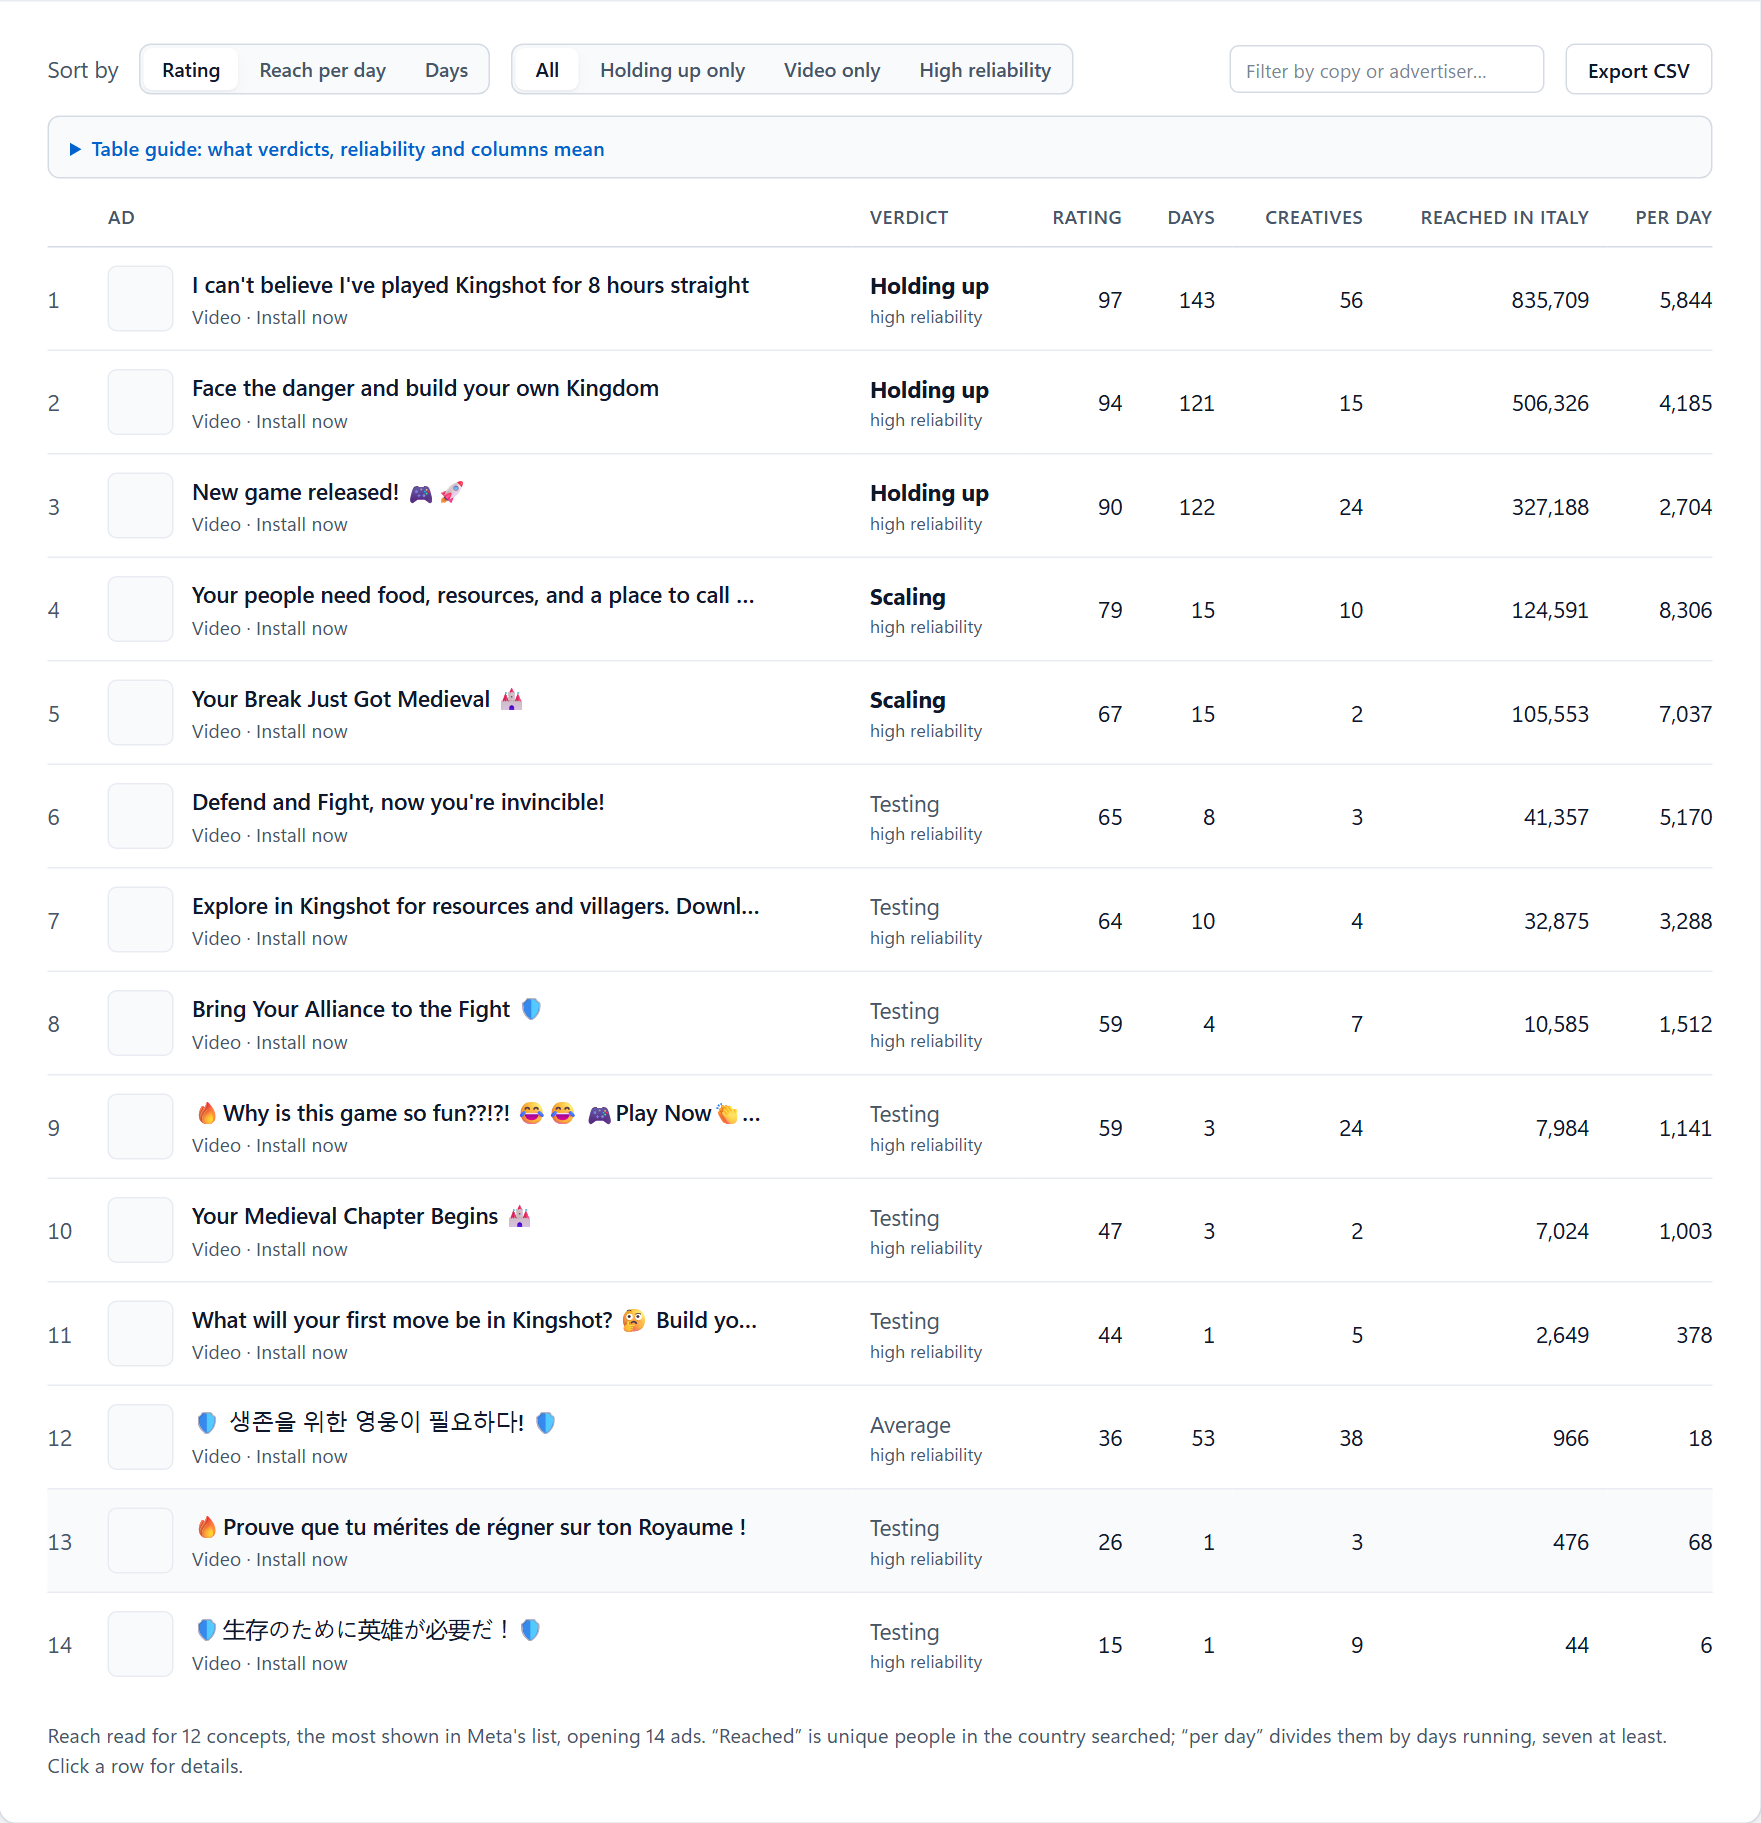 Sort by Rating Reach per day Days All Holding up only Video only High reliability Filter by copy or advertiser... Export CSV
▶ Table guide: what verdicts, reliability and columns mean
AD VERDICT RATING DAYS CREATIVES REACHED IN ITALY PER DAY
1 I can't believe I've played Kingshot for 8 hours straight Holding up 97 143 56 835,709 5,844
Video · Install now high reliability
2 Face the danger and build your own Kingdom Holding up 94 121 15 506,326 4,185
Video · Install now high reliability
3 New game released! 🎮🚀 Holding up 90 122 24 327,188 2,704
Video · Install now high reliability
4 Your people need food, resources, and a place to call ... Scaling 79 15 10 124,591 8,306
Video · Install now high reliability
5 Your Break Just Got Medieval 🏰 Scaling 67 15 2 105,553 7,037
Video · Install now high reliability
6 Defend and Fight, now you're invincible! Testing 65 8 3 41,357 5,170
Video · Install now high reliability
7 Explore in Kingshot for resources and villagers. Downl... Testing 64 10 4 32,875 3,288
Video · Install now high reliability
8 Bring Your Alliance to the Fight 🛡️ Testing 59 4 7 10,585 1,512
Video · Install now high reliability
9 🔥Why is this game so fun??!?! 😂😂 🎮Play Now👏... Testing 59 3 24 7,984 1,141
Video · Install now high reliability
10 Your Medieval Chapter Begins 🏰 Testing 47 3 2 7,024 1,003
Video · Install now high reliability
11 What will your first move be in Kingshot? 🤔 Build yo... Testing 44 1 5 2,649 378
Video · Install now high reliability
12 🛡️ 생존을 위한 영웅이 필요하다! 🛡️ Average 36 53 38 966 18
Video · Install now high reliability
13 🔥Prouve que tu mérites de régner sur ton Royaume ! Testing 26 1 3 476 68
Video · Install now high reliability
14 🛡️生存のために英雄が必要だ！🛡️ Testing 15 1 9 44 6
Video · Install now high reliability
Reach read for 12 concepts, the most shown in Meta's list, opening 14 ads. “Reached” is unique people in the country searched; “per day” divides them by days running, seven at least.
Click a row for details.